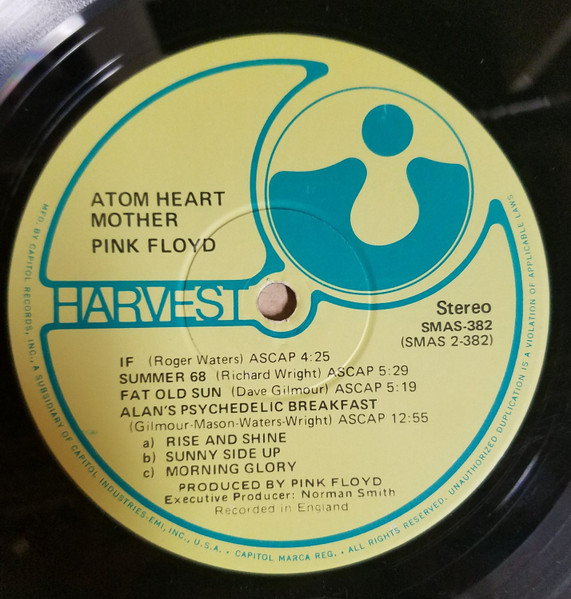 ATOM HEART
MOTHER
PINK FLOYD
HARVEST
Stereo
SMAS-382
(SMAS 2-382)
IF (Roger Waters) ASCAP 4:25
SUMMER 68 (Richard Wright) ASCAP 5:29
FAT OLD SUN (Dave Gilmour) ASCAP 5:19
ALAN'S PSYCHEDELIC BREAKFAST
(Gilmour-Mason-Waters-Wright) ASCAP 12:55
a) RISE AND SHINE
b) SUNNY SIDE UP
c) MORNING GLORY
PRODUCED BY PINK FLOYD
Executive Producer: Norman Smith
Recorded in England
MFG. BY CAPITOL RECORDS, INC., A SUBSIDIARY OF CAPITOL INDUSTRIES-EMI, INC., U.S.A. • CAPITOL MARCA REG. • ALL RIGHTS RESERVED. UNAUTHORIZED DUPLICATION IS A VIOLATION OF APPLICABLE LAWS